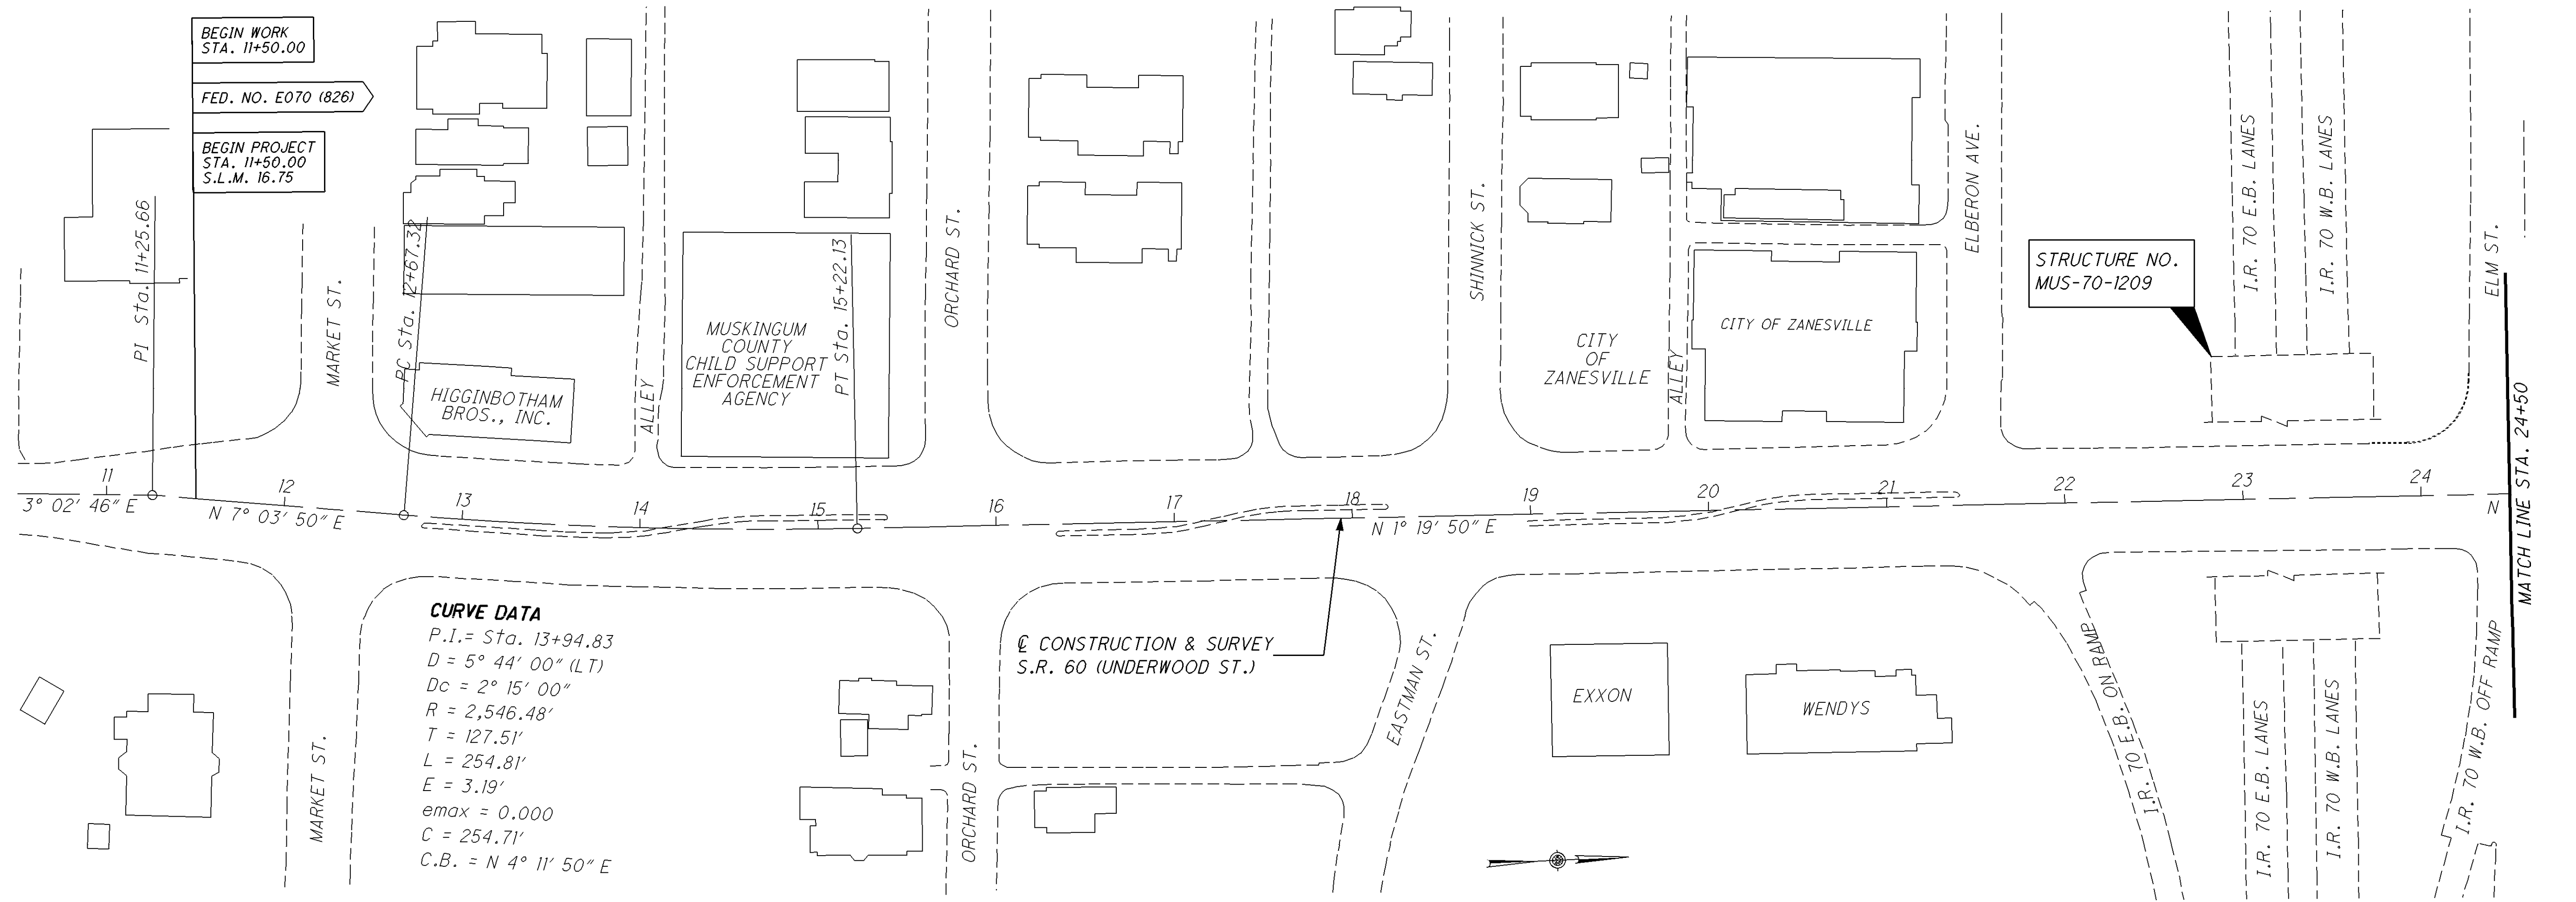 BEGIN WORK
STA. 11+50.00
FED. NO. E070 (826)
BEGIN PROJECT
STA. 11+50.00
S.L.M. 16.75
PI Sta. 11+25.66
MARKET ST.
PC Sta. 12+67.32
HIGGINBOTHAM
BROS., INC.
ALLEY
MUSKINGUM
COUNTY
CHILD SUPPORT
ENFORCEMENT
AGENCY
PT Sta. 15+22.13
ORCHARD ST.
SHINNICK ST.
CITY
OF
ZANESVILLE
ALLEY
CITY OF ZANESVILLE
ELBERON AVE.
STRUCTURE NO.
MUS-70-1209
I.R. 70 E.B. LANES
I.R. 70 W.B. LANES
ELM ST.
MATCH LINE STA. 24+50
11
12
13
14
15
16
17
18
19
20
21
22
23
24
3° 02' 46" E
N 7° 03' 50" E
N 1° 19' 50" E
N
CURVE DATA
P.I.= Sta. 13+94.83
D = 5° 44' 00" (LT)
Dc = 2° 15' 00"
R = 2,546.48'
T = 127.51'
L = 254.81'
E = 3.19'
emax = 0.000
C = 254.71'
C.B. = N 4° 11' 50" E
℄ CONSTRUCTION & SURVEY
S.R. 60 (UNDERWOOD ST.)
MARKET ST.
ORCHARD ST.
EASTMAN ST.
EXXON
WENDYS
I.R. 70 E.B. ON RAMP
I.R. 70 E.B. LANES
I.R. 70 W.B. LANES
I.R. 70 W.B. OFF RAMP